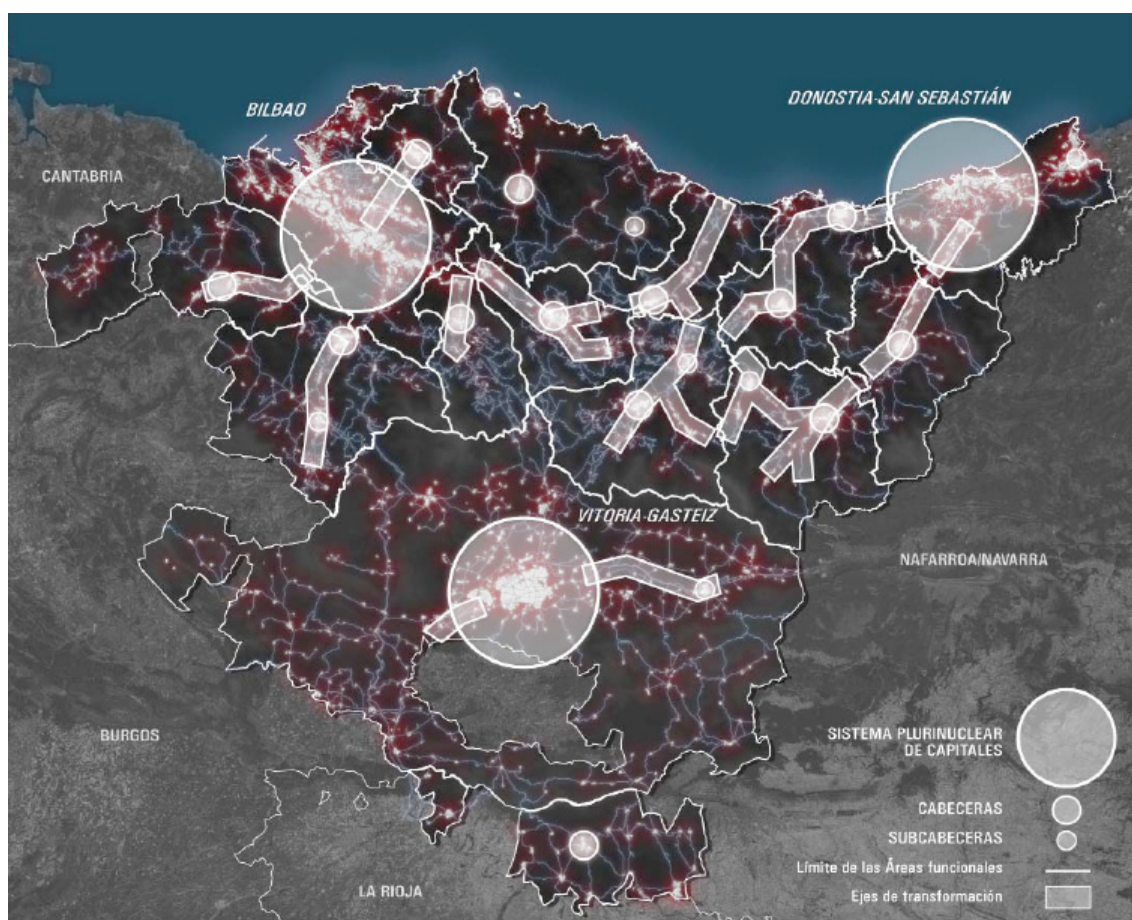 BILBAO
DONOSTIA-SAN SEBASTIÁN
CANTABRIA
VITORIA-GASTEIZ
NAFARROA/NAVARRA
BURGOS
LA RIOJA
SISTEMA PLURINUCLEAR
DE CAPITALES
CABECERAS
SUBCABECERAS
Límite de las Áreas funcionales
Ejes de transformación